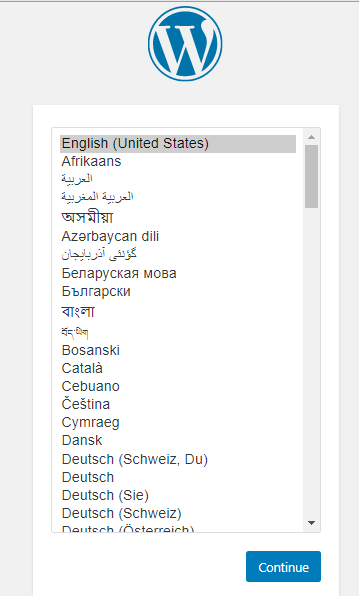 English (United States)
Afrikaans
العربية
العربية المغربية
অসমীয়া
Azərbaycan dili
گؤنئی آذربایجان
Беларуская мова
Български
বাংলা
བོད་ཡིག
Bosanski
Català
Cebuano
Čeština
Cymraeg
Dansk
Deutsch (Schweiz, Du)
Deutsch
Deutsch (Sie)
Deutsch (Schweiz)
Deutsch (Österreich)
Continue